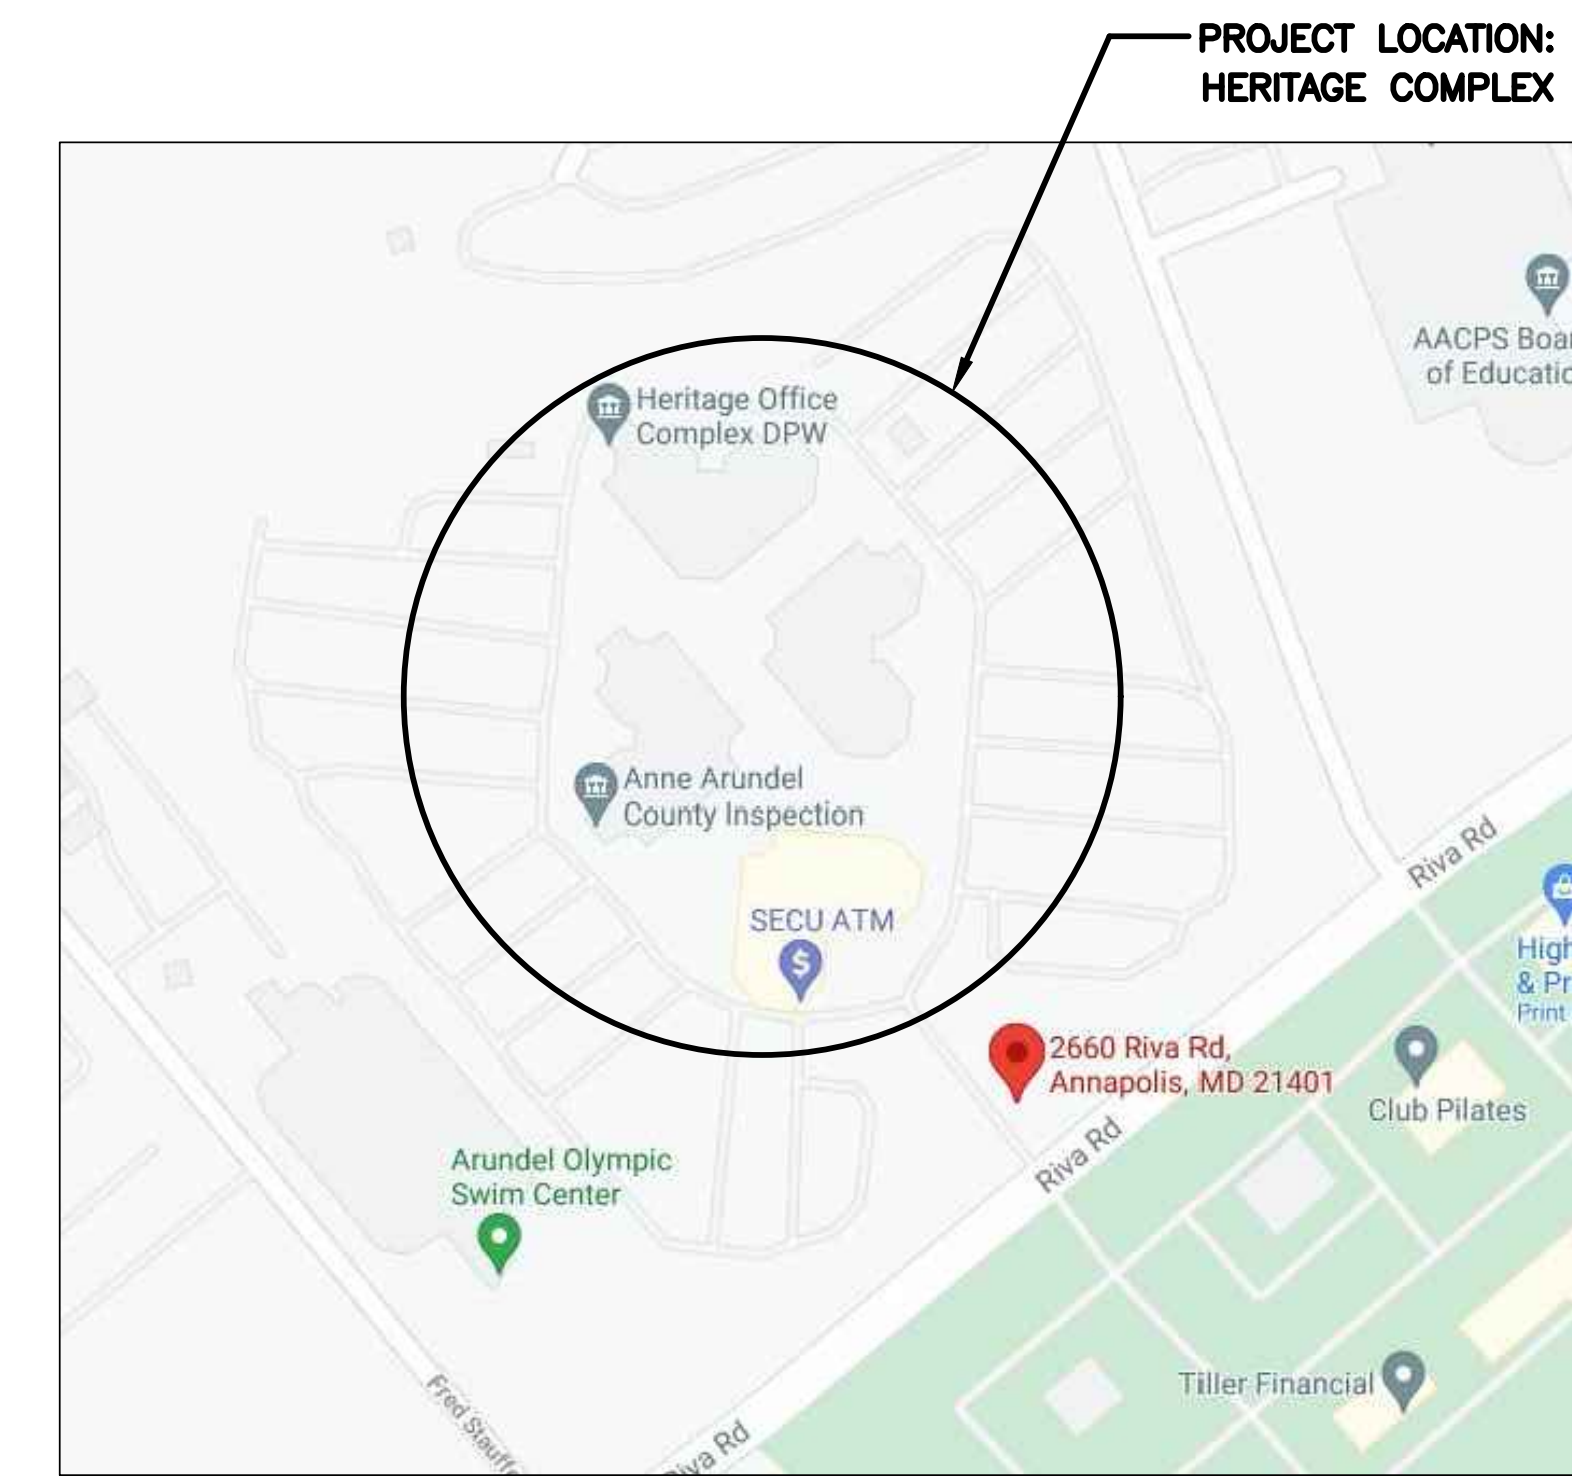 PROJECT LOCATION:
HERITAGE COMPLEX
AACPS Boar
of Educatio
Heritage Office
Complex DPW
Anne Arundel
County Inspection
Riva Rd
SECU ATM
High
& Pr
Print
2660 Riva Rd,
Annapolis, MD 21401
Club Pilates
Riva Rd
Arundel Olympic
Swim Center
Tiller Financial
Fred Stauffe
Riva Rd